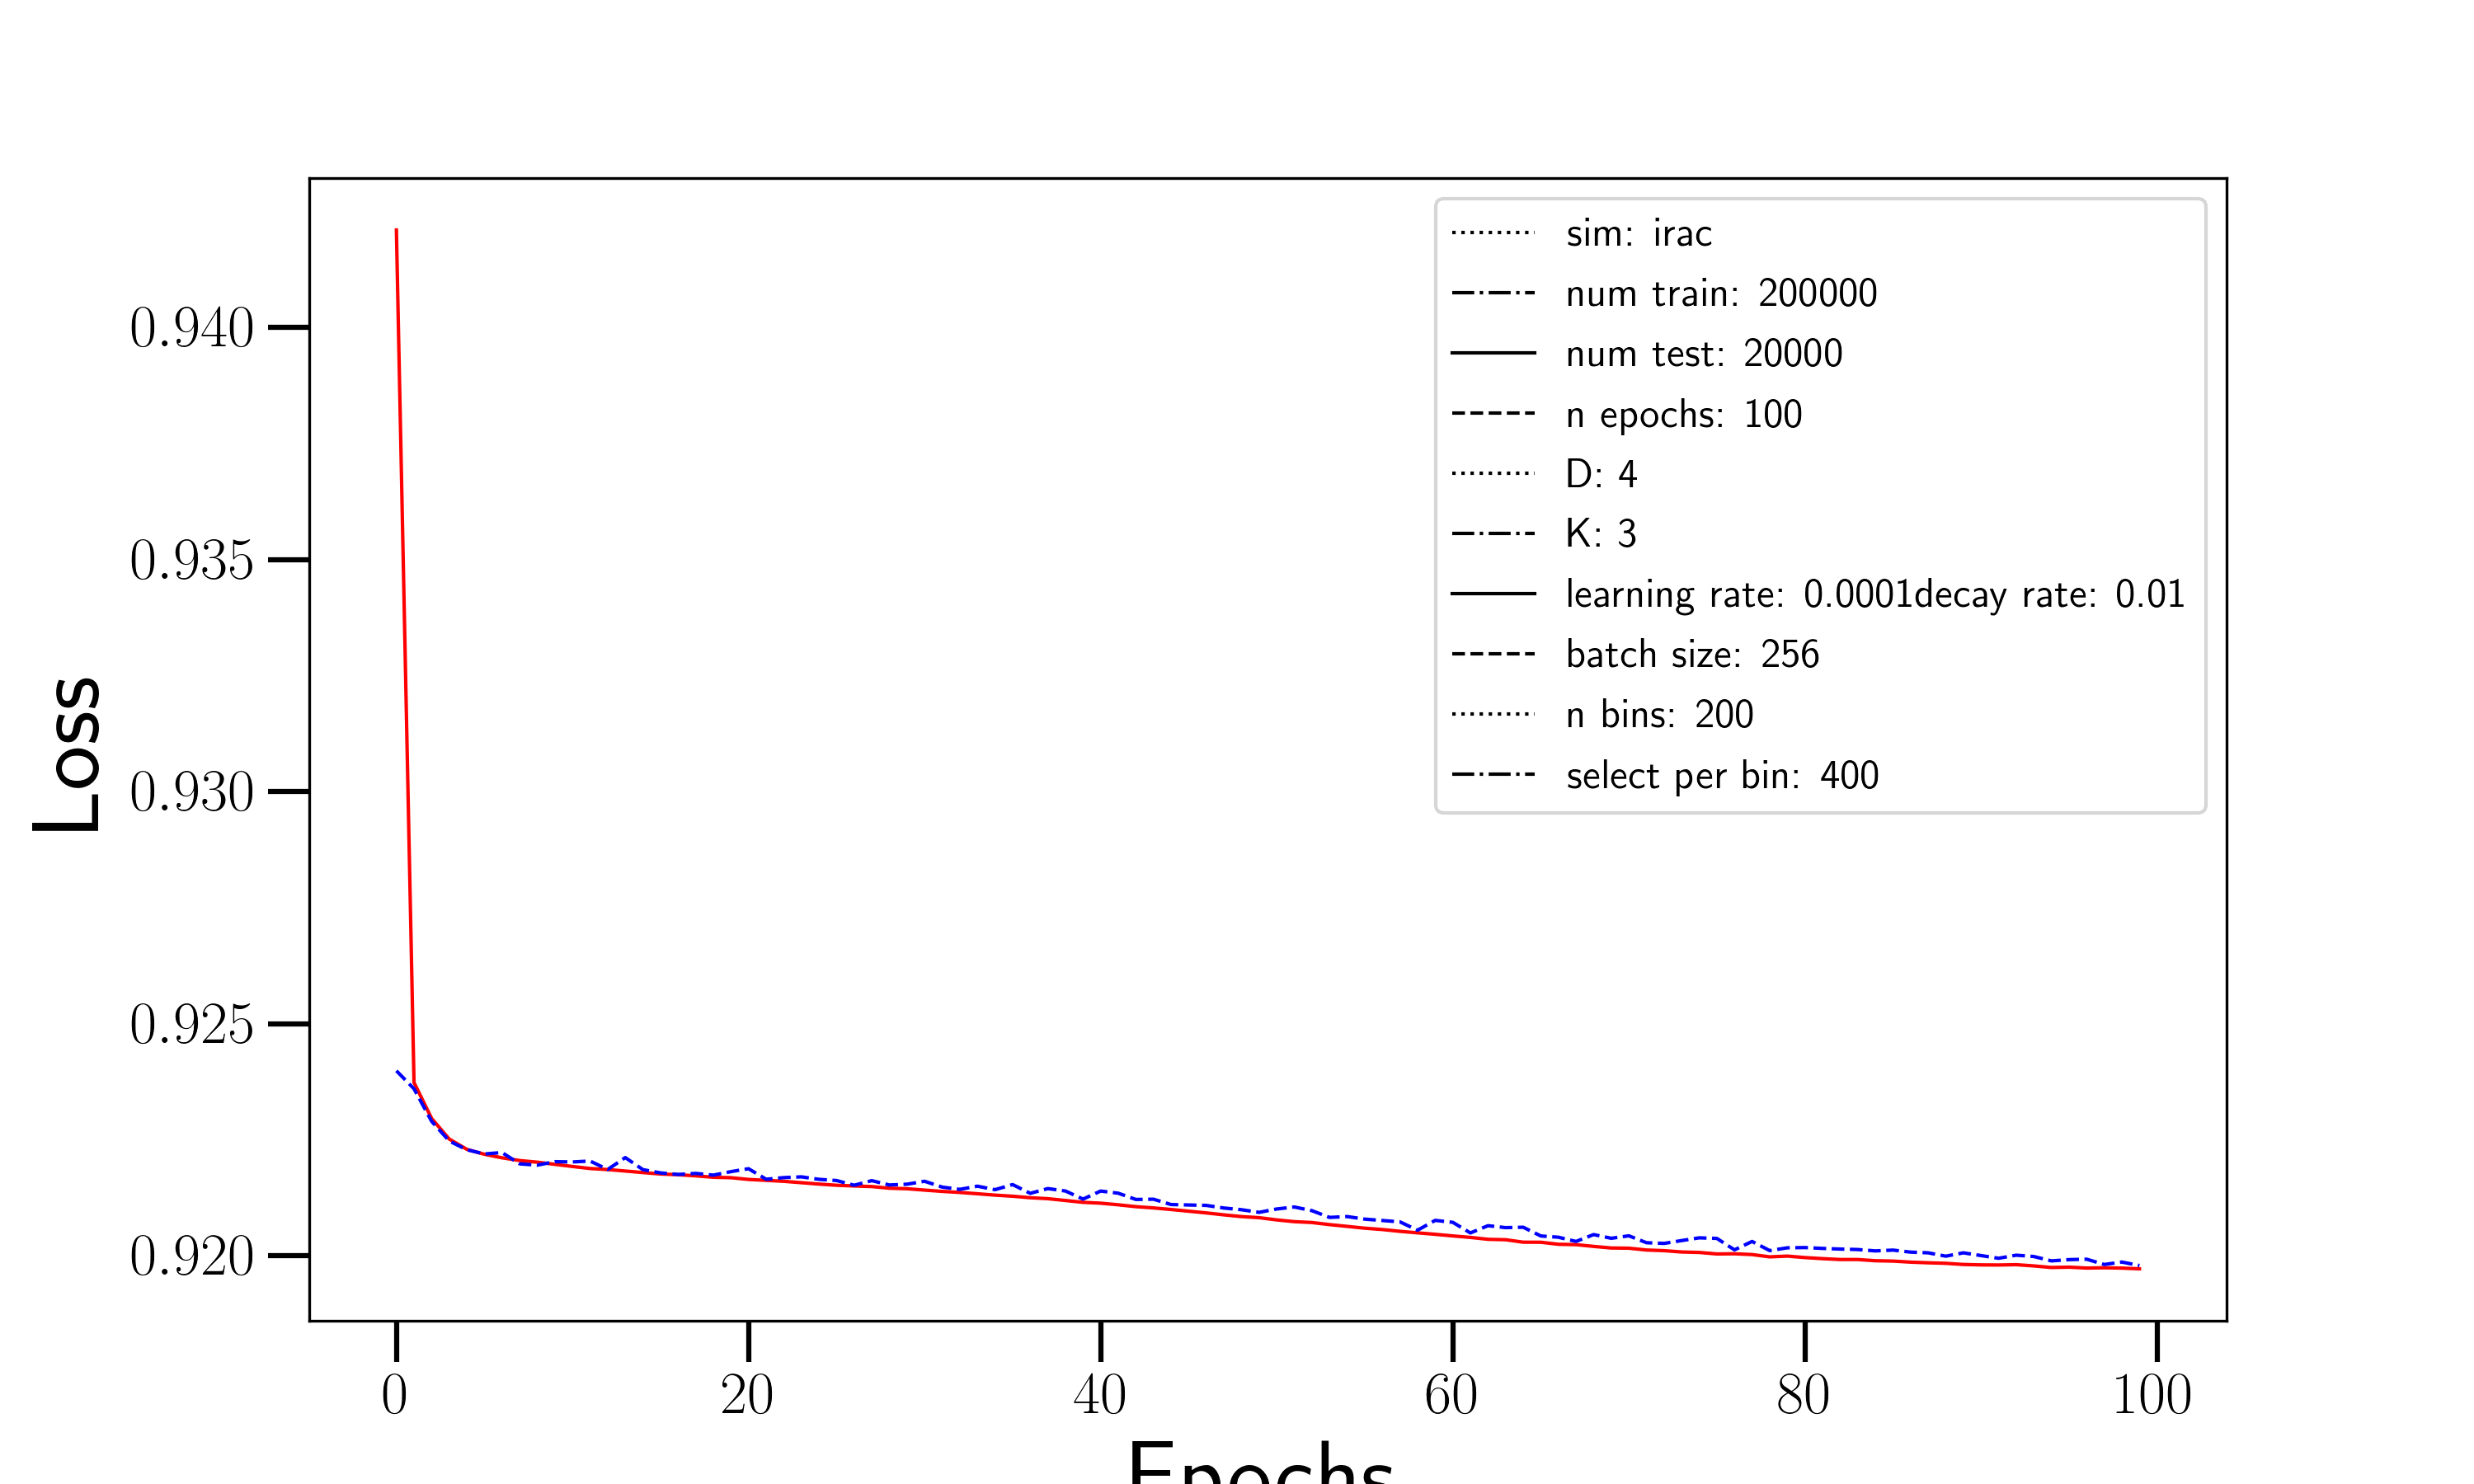 sim: irac
num train: 200000
num test: 20000
n epochs: 100
D: 4
K: 3
learning rate: 0.0001decay rate: 0.01
batch size: 256
n bins: 200
select per bin: 400
0.940
0.935
0.930
0.925
0.920
Loss
0 20 40 60 80 100
Epochs